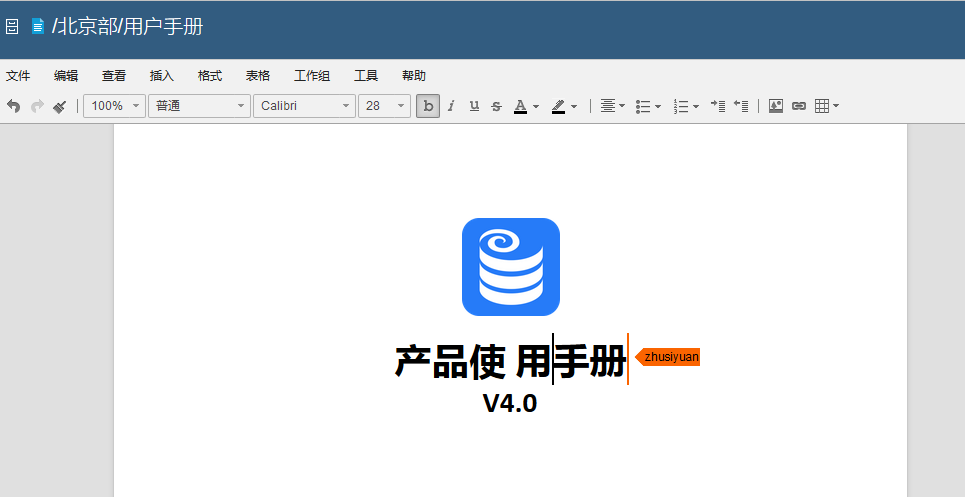 /北京部/用户手册
文件 编辑 查看 插入 格式 表格 工作组 工具 帮助
100% 普通 Calibri 28 b i u s A
产品使 用手册 zhusiyuan
V4.0